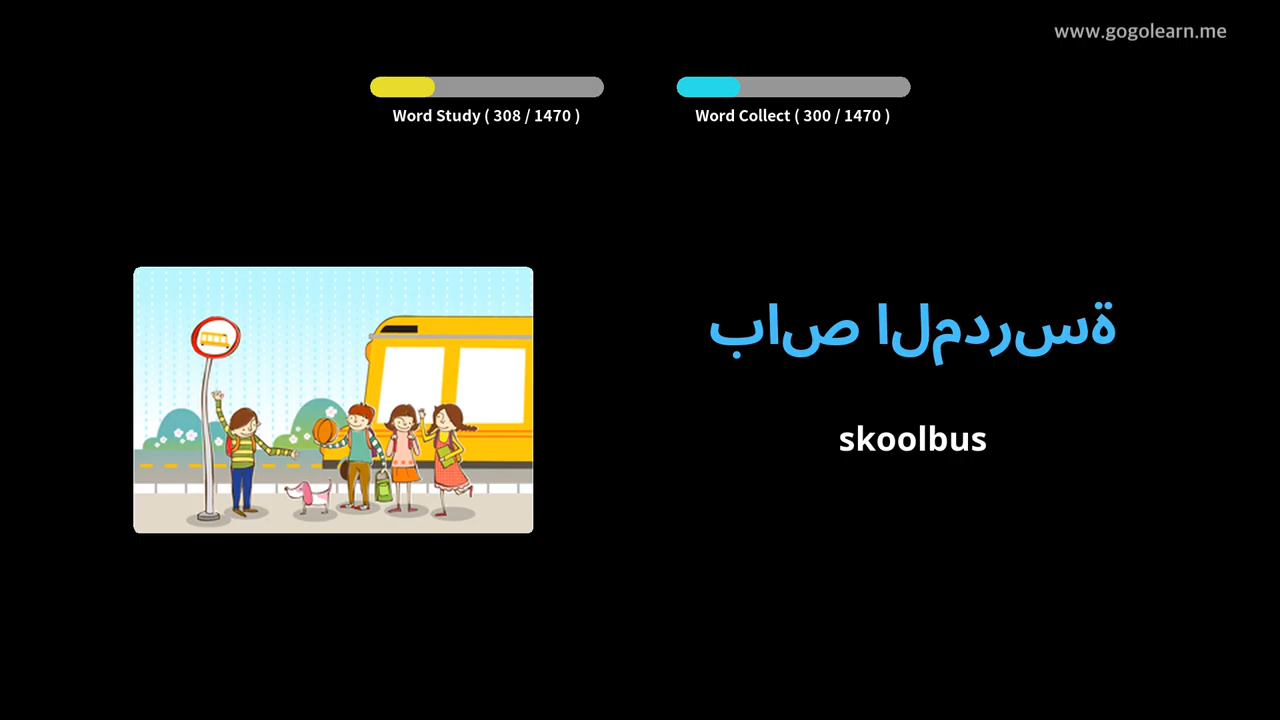 www.gogolearn.me
Word Study ( 308 / 1470 )
Word Collect ( 300 / 1470 )
باص المدرسة
skoolbus